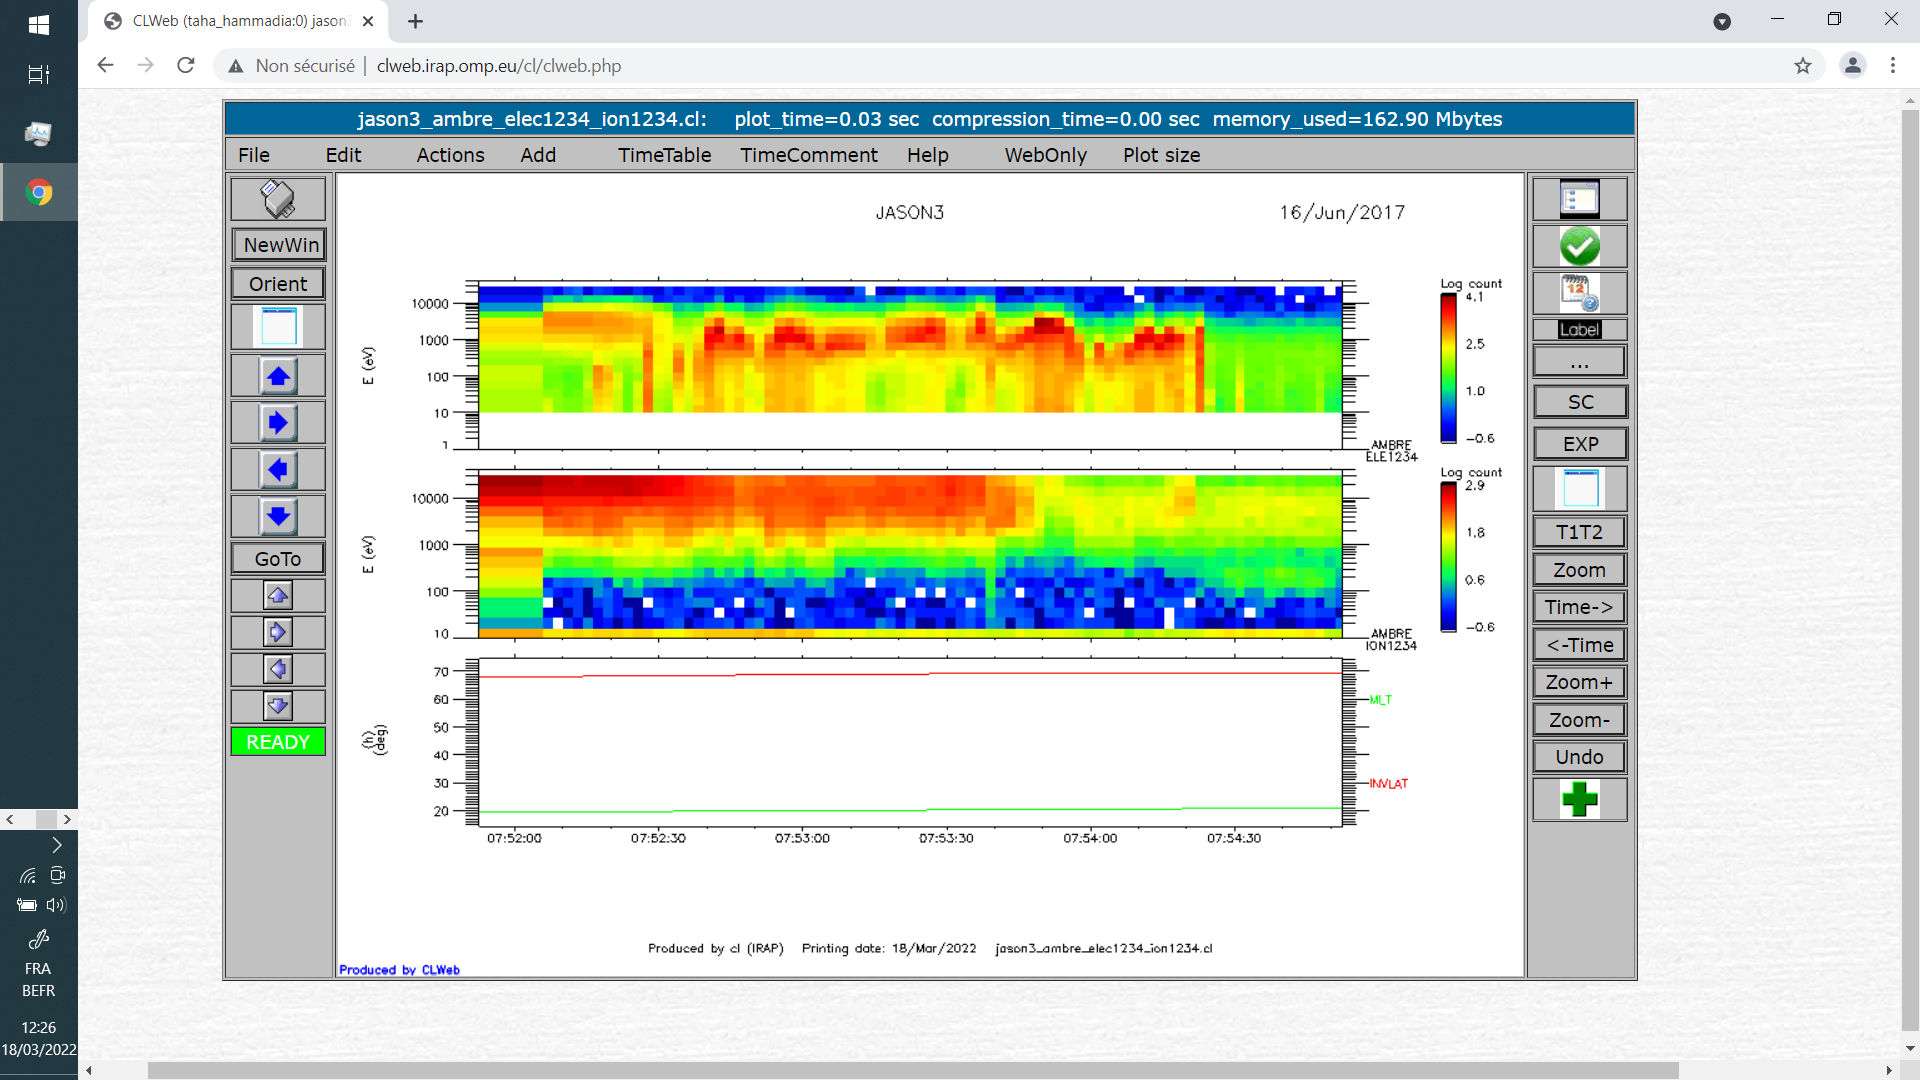 CLWeb (taha_hammadia:0) jason3
Non sécurisé | clweb.irap.omp.eu/cl/clweb.php
jason3_ambre_elec1234_ion1234.cl: plot_time=0.03 sec compression_time=0.00 sec memory_used=162.90 Mbytes
File Edit Actions Add TimeTable TimeComment Help WebOnly Plot size
NewWin
Orient
GoTo
READY
JASON3 16/Jun/2017
10000
1000
100
10
1
E (eV)
AMBRE
ELE1234
Log count
4.1
2.5
1.0
-0.6
10000
1000
100
10
E (eV)
AMBRE
ION1234
Log count
2.9
1.8
0.6
-0.6
70
60
50
40
30
20
(h)
(deg)
MLT
INVLAT
07:52:00 07:52:30 07:53:00 07:53:30 07:54:00 07:54:30
Produced by cl (IRAP) Printing date: 18/Mar/2022 jason3_ambre_elec1234_ion1234.cl
Produced by CLWeb
12
Label
...
SC
EXP
T1T2
Zoom
Time->
<-Time
Zoom+
Zoom-
Undo
FRA
BEFR
12:26
18/03/2022